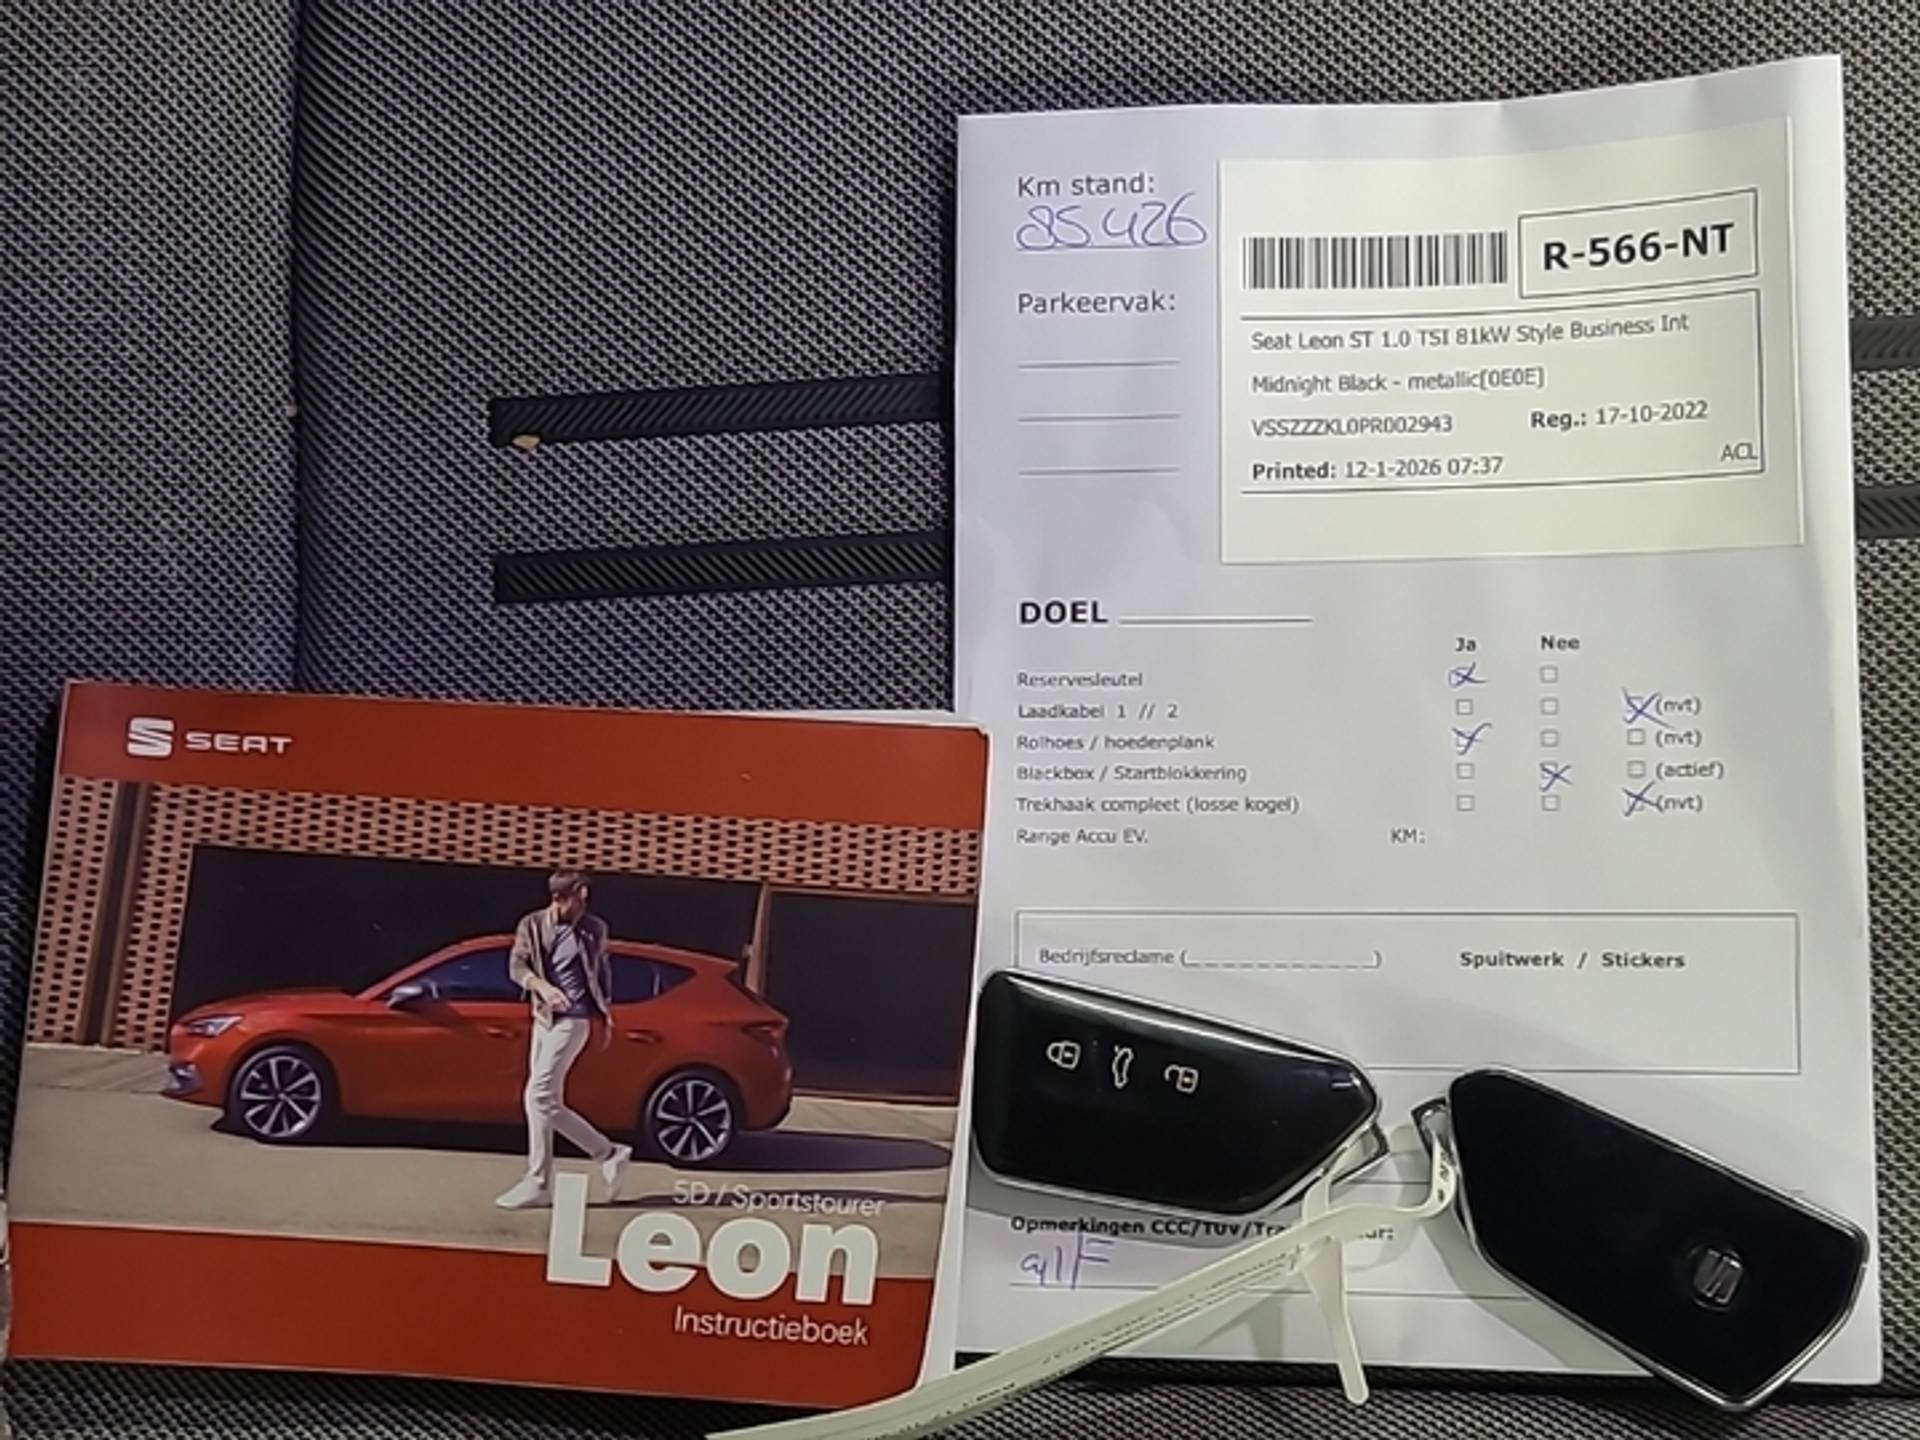 Km stand:
85426
Parkeervak:
R-566-NT
Seat Leon ST 1.0 TSI 81kW Style Business Int
Midnight Black - metallic[0E0E]
VSSZZZKL0PR002943 Reg.: 17-10-2022
ACL
Printed: 12-1-2026 07:37
DOEL
Ja Nee
Reservesleutel
Laadkabel 1 // 2 (nvt)
Rolhoes / hoedenplank (nvt)
Blackbox / Startblokkering (actief)
Trekhaak compleet (losse kogel) (nvt)
Range Accu EV. KM:
Bedrijfsreclame (_ _ _ _ _ _ _ _ _ _ _) Spuitwerk / Stickers
Opmerkingen CCC/TUV/
SEAT
5D / Sportstourer
Leon
Instructieboek